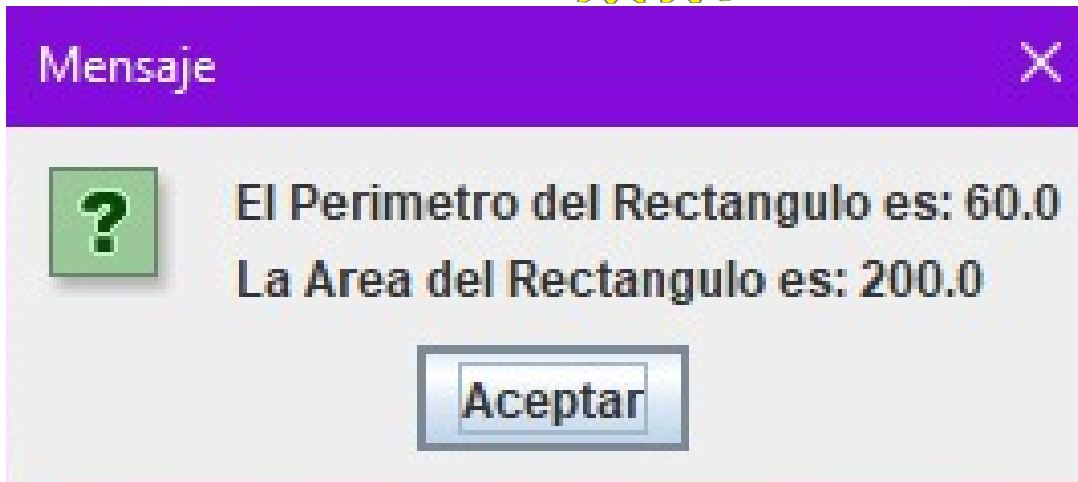 Mensaje
El Perimetro del Rectangulo es: 60.0
La Area del Rectangulo es: 200.0
Aceptar